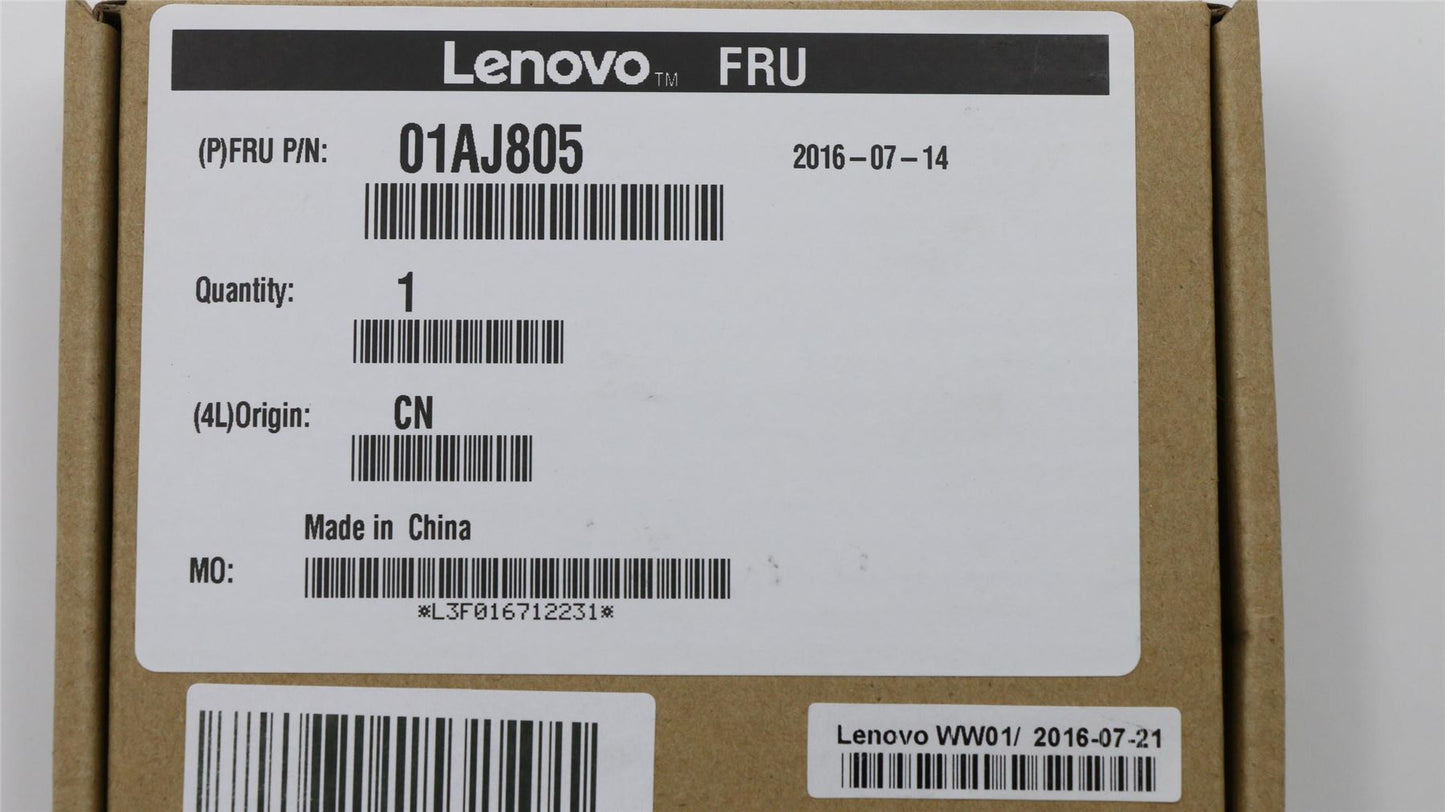 Lenovo™ FRU
(P)FRU P/N: 01AJ805 2016-07-14
Quantity: 1
(4L)Origin: CN
Made in China
MO:
*L3F016712231*
Lenovo WW01/ 2016-07-21